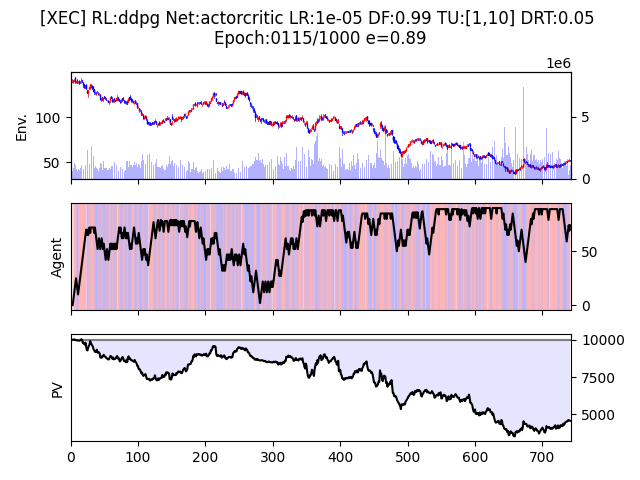 [XEC] RL:ddpg Net:actorcritic LR:1e-05 DF:0.99 TU:[1,10] DRT:0.05
Epoch:0115/1000 e=0.89
1e6
Env.
100
50
5
0
Agent
50
0
PV
10000
7500
5000
0 100 200 300 400 500 600 700